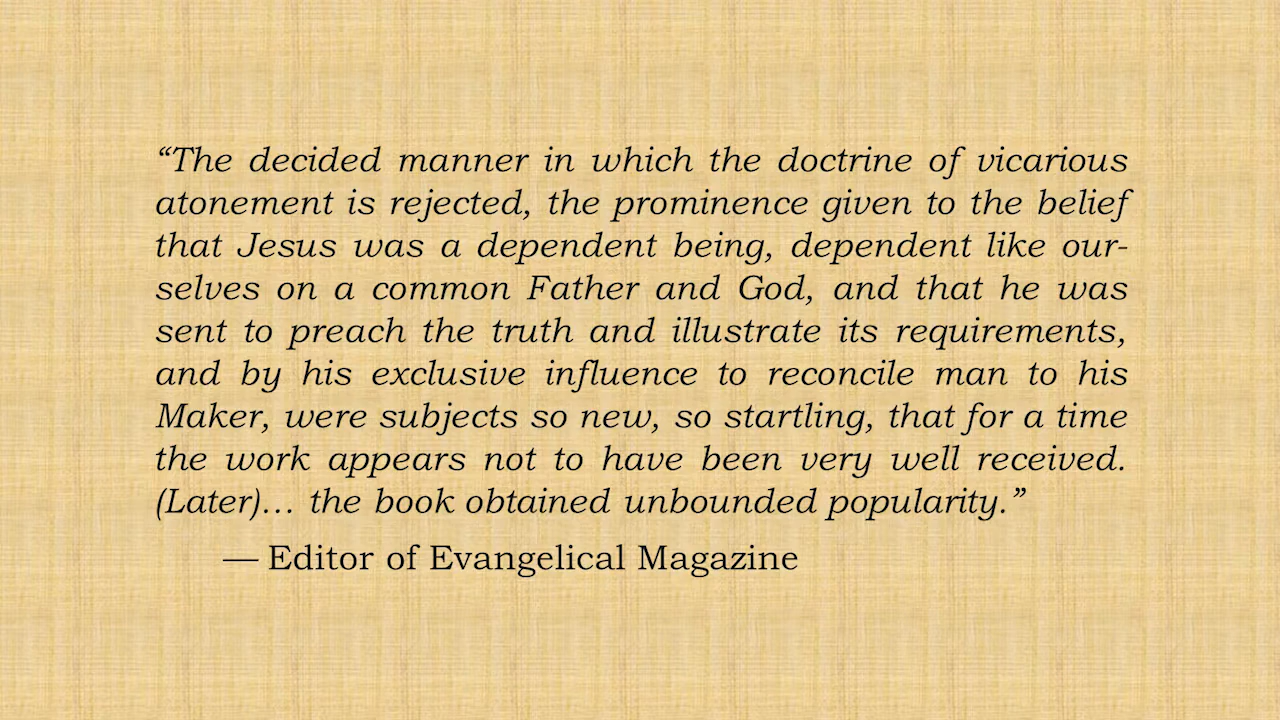 “The decided manner in which the doctrine of vicarious
atonement is rejected, the prominence given to the belief
that Jesus was a dependent being, dependent like our-
selves on a common Father and God, and that he was
sent to preach the truth and illustrate its requirements,
and by his exclusive influence to reconcile man to his
Maker, were subjects so new, so startling, that for a time
the work appears not to have been very well received.
(Later)… the book obtained unbounded popularity.”
— Editor of Evangelical Magazine